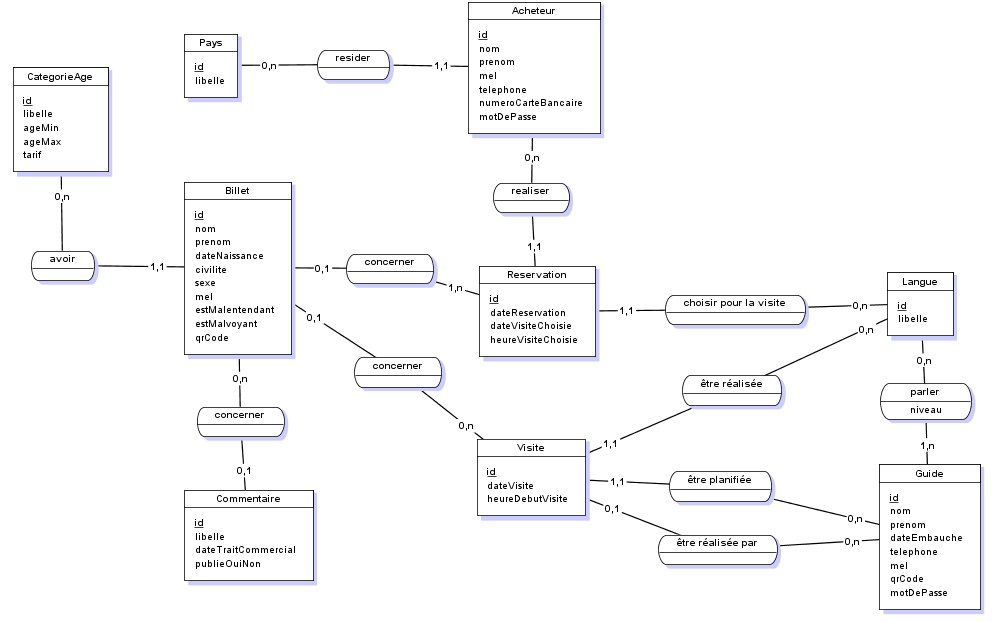 Acheteur
id
nom
prenom
mel
telephone
numeroCarteBancaire
motDePasse
Pays
id
libelle
0,n
resider
1,1
CategorieAge
id
libelle
ageMin
ageMax
tarif
0,n
avoir
1,1
0,n
realiser
1,1
Billet
id
nom
prenom
dateNaissance
civilite
sexe
mel
estMalentendant
estMalvoyant
qrCode
0,1
concerner
1,n
Reservation
id
dateReservation
dateVisiteChoisie
heureVisiteChoisie
1,1
choisir pour la visite
0,n
Langue
id
libelle
0,1
concerner
0,n
0,n
être réalisée
1,1
0,n
parler
niveau
1,n
0,n
concerner
0,1
Visite
id
dateVisite
heureDebutVisite
1,1
être planifiée
0,n
0,1
être réalisée par
0,n
Guide
id
nom
prenom
dateEmbauche
telephone
mel
qrCode
motDePasse
Commentaire
id
libelle
dateTraitCommercial
publieOuiNon